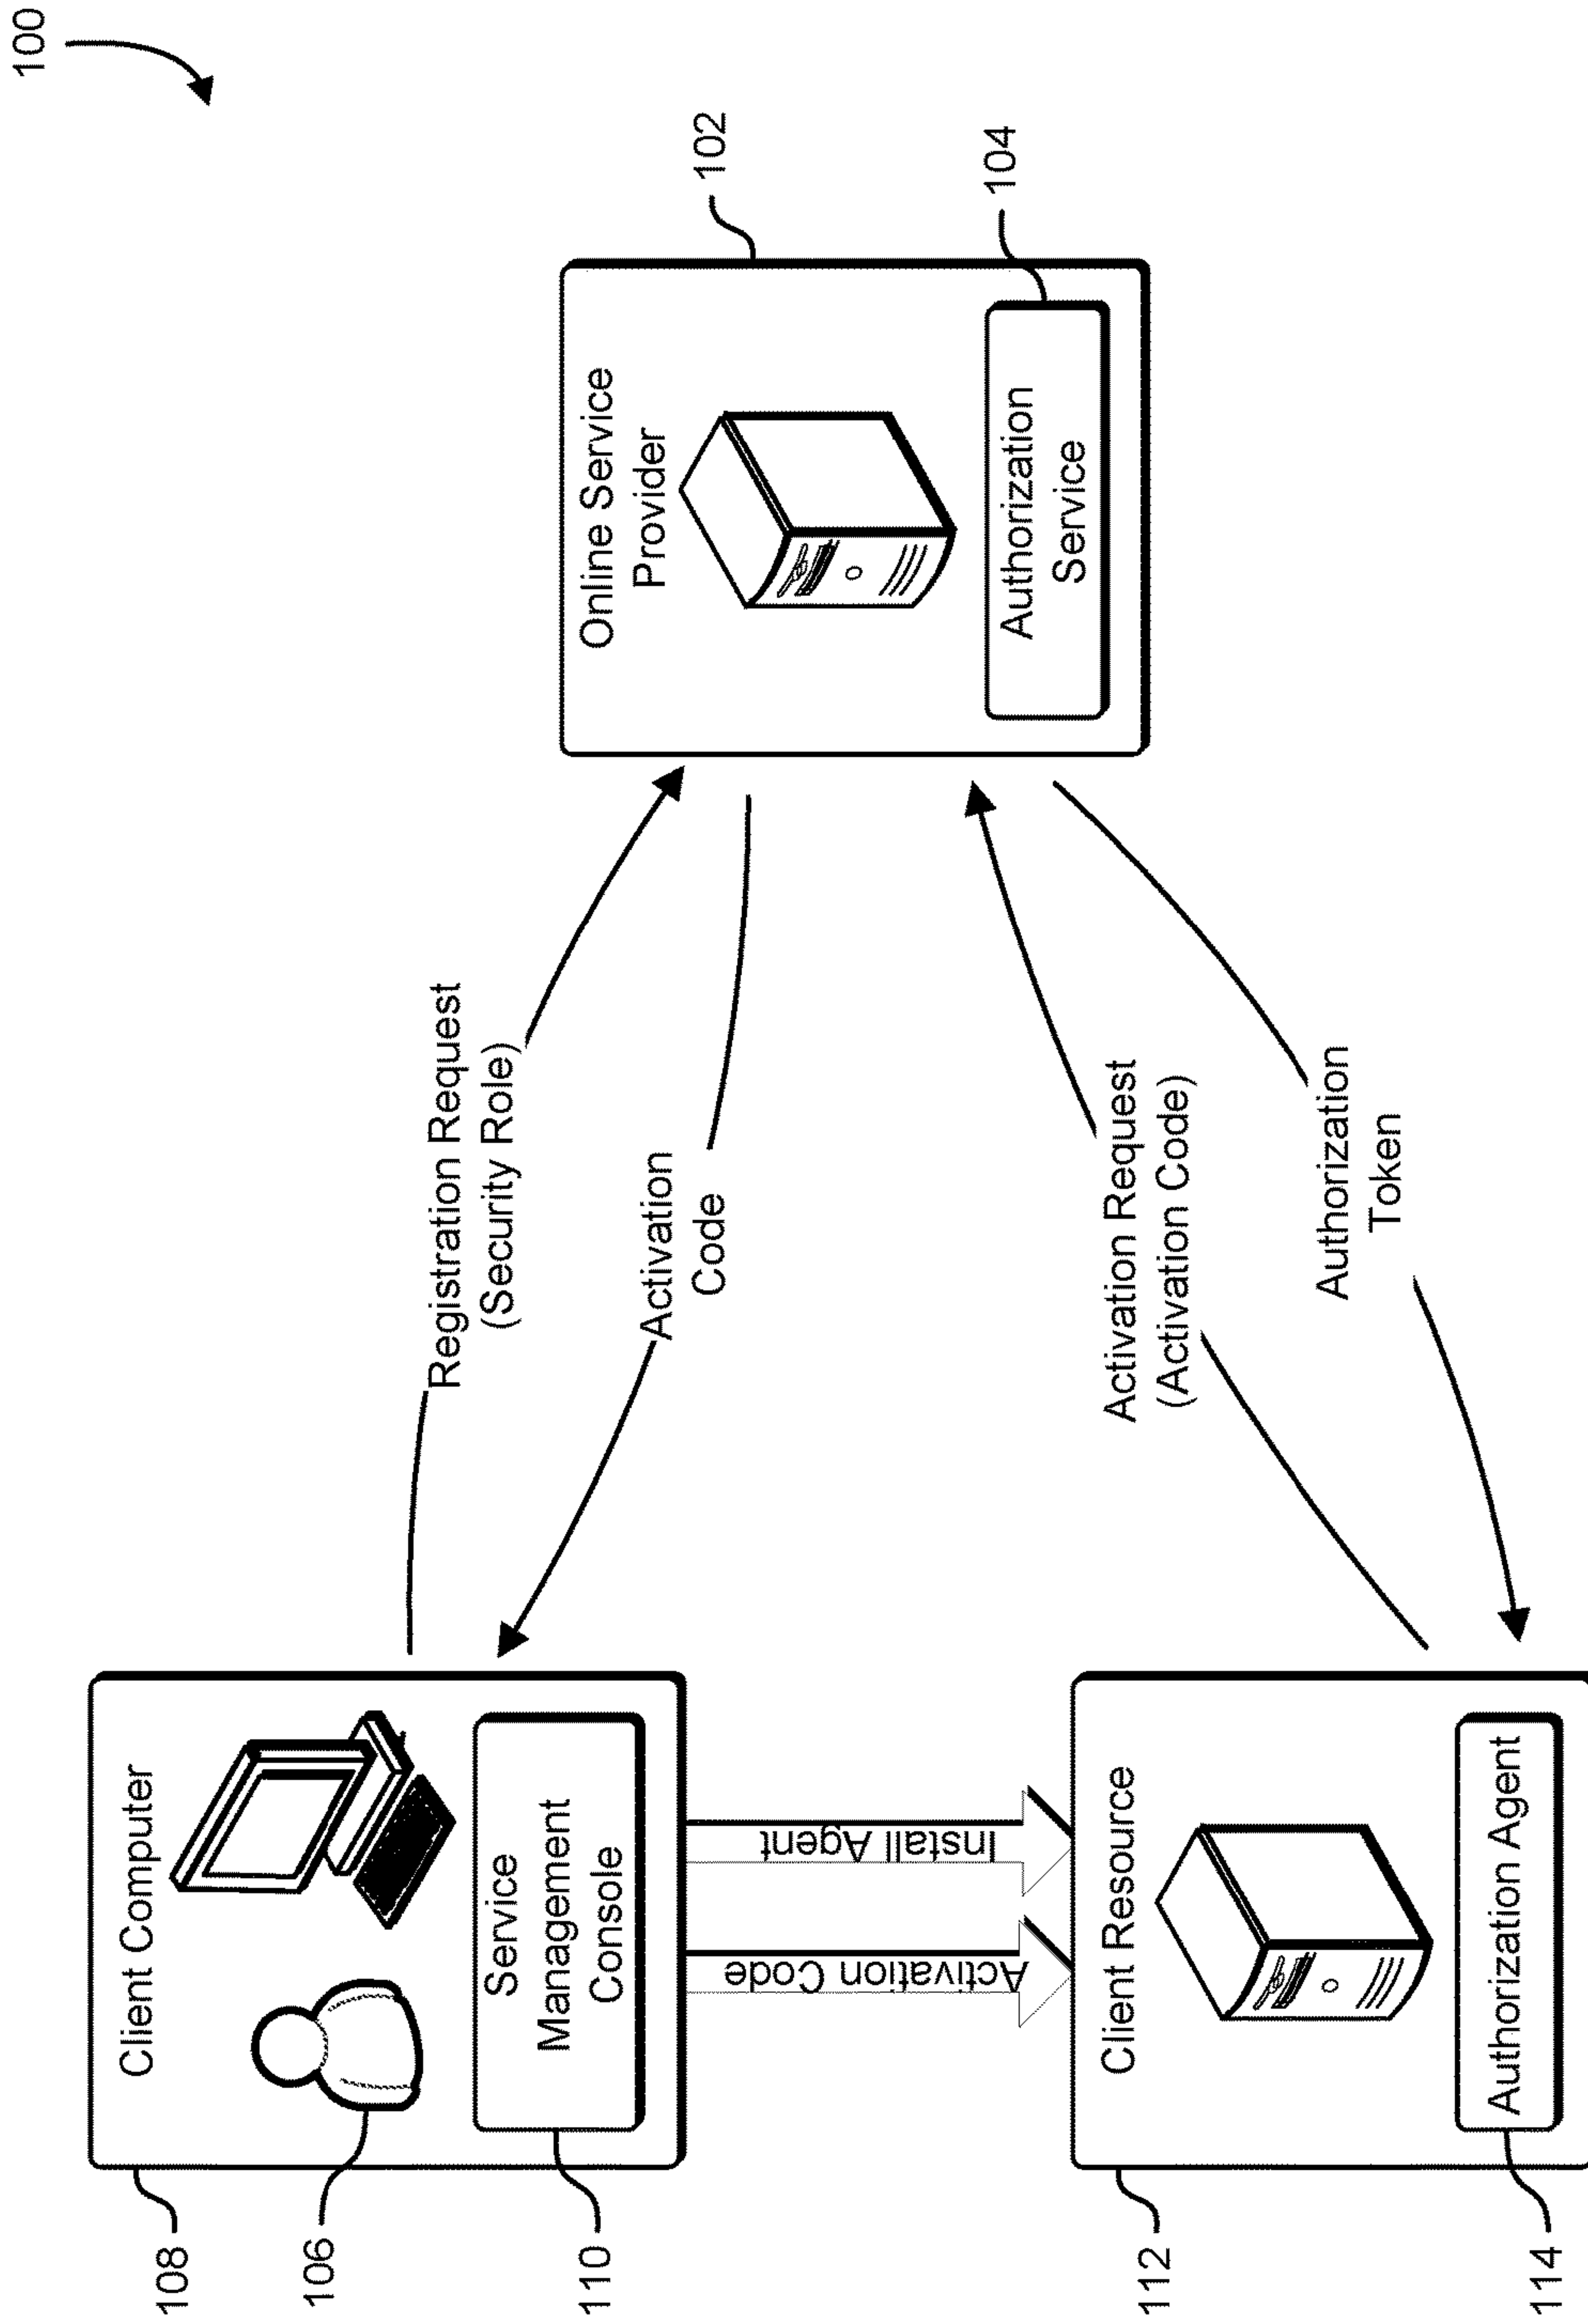 100
Client Computer
108
106
Service
Management
Console
110
Registration Request
(Security Role)
Activation
Code
Online Service
Provider
102
Authorization
Service
104
Activation Code
Install Agent
Client Resource
112
Authorization Agent
114
Activation Request
(Activation Code)
Authorization
Token